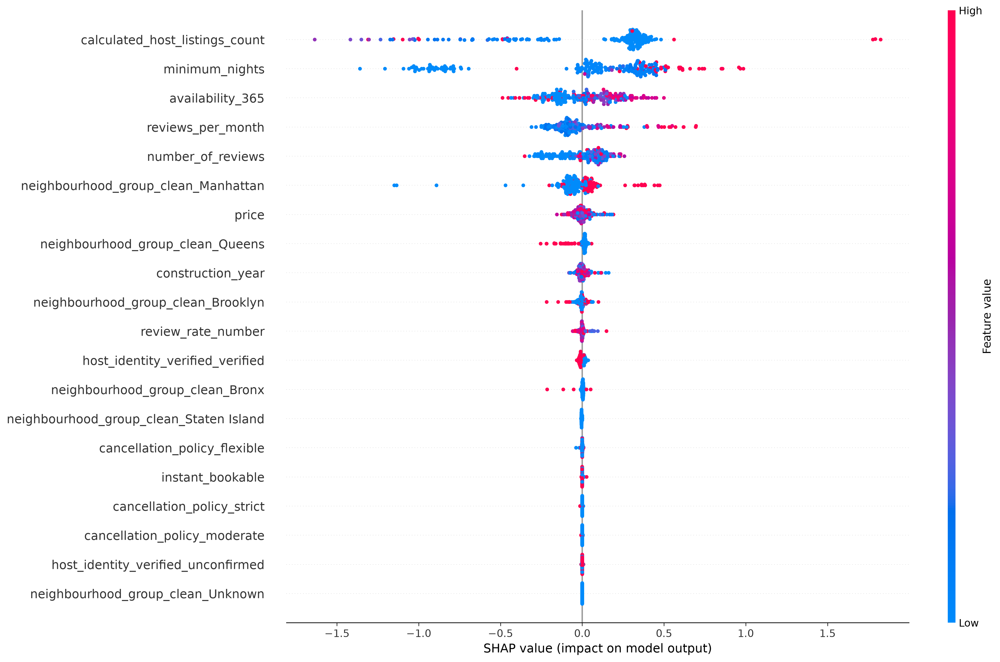 High
calculated_host_listings_count
minimum_nights
availability_365
reviews_per_month
number_of_reviews
neighbourhood_group_clean_Manhattan
price
neighbourhood_group_clean_Queens
construction_year
neighbourhood_group_clean_Brooklyn
review_rate_number
host_identity_verified_verified
neighbourhood_group_clean_Bronx
neighbourhood_group_clean_Staten Island
cancellation_policy_flexible
instant_bookable
cancellation_policy_strict
cancellation_policy_moderate
host_identity_verified_unconfirmed
neighbourhood_group_clean_Unknown
Feature value
Low
−1.5 −1.0 −0.5 0.0 0.5 1.0 1.5
SHAP value (impact on model output)